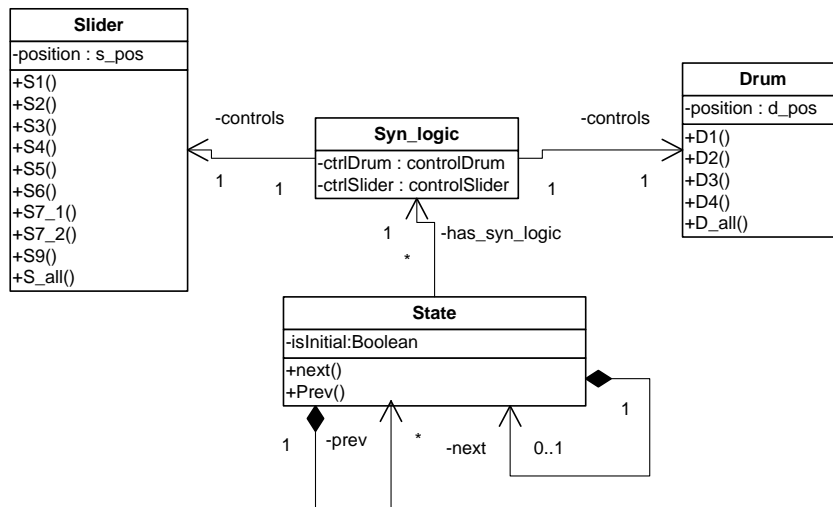 Slider
-position : s_pos
+S1()
+S2()
+S3()
+S4()
+S5()
+S6()
+S7_1()
+S7_2()
+S9()
+S_all()
-controls
1
1
Syn_logic
-ctrlDrum : controlDrum
-ctrlSlider : controlSlider
-controls
1
1
Drum
-position : d_pos
+D1()
+D2()
+D3()
+D4()
+D_all()
1
-has_syn_logic
*
State
-isInitial:Boolean
+next()
+Prev()
1
-prev
*
-next
0..1
1